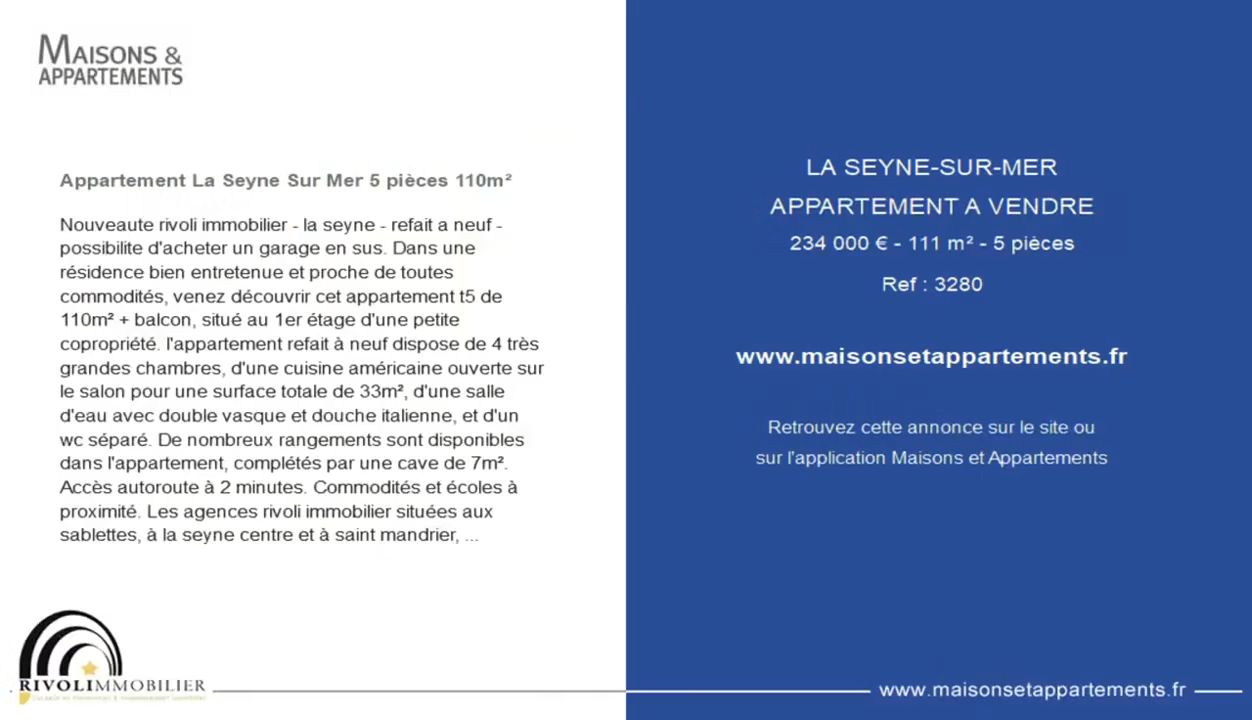 MAISONS &
APPARTEMENTS
Appartement La Seyne Sur Mer 5 pièces 110m²
Nouveaute rivoli immobilier - la seyne - refait a neuf -
possibilite d'acheter un garage en sus. Dans une
résidence bien entretenue et proche de toutes
commodités, venez découvrir cet appartement t5 de
110m² + balcon, situé au 1er étage d'une petite
copropriété. l'appartement refait à neuf dispose de 4 très
grandes chambres, d'une cuisine américaine ouverte sur
le salon pour une surface totale de 33m², d'une salle
d'eau avec double vasque et douche italienne, et d'un
wc séparé. De nombreux rangements sont disponibles
dans l'appartement, complétés par une cave de 7m².
Accès autoroute à 2 minutes. Commodités et écoles à
proximité. Les agences rivoli immobilier situées aux
sablettes, à la seyne centre et à saint mandrier, ...
RIVOLIMMOBILIER
LA SEYNE-SUR-MER
APPARTEMENT A VENDRE
234 000 € - 111 m² - 5 pièces
Ref : 3280
www.maisonsetappartements.fr
Retrouvez cette annonce sur le site ou
sur l'application Maisons et Appartements
www.maisonsetappartements.fr